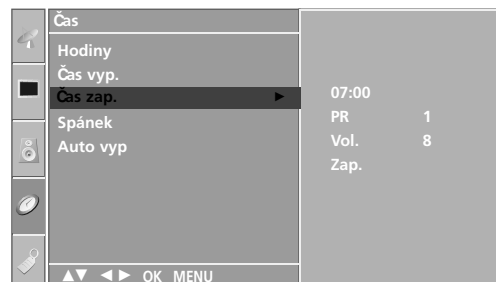 Čas
Hodiny
Čas vyp.
Čas zap. ►
Spánek
Auto vyp
07:00
PR 1
Vol. 8
Zap.
▲▼ ◄► OK MENU